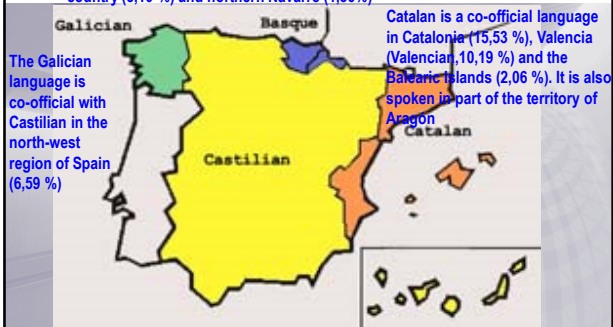 country (5,10 %) and northern Navarre (1,30%)
Galician
Basque
Catalan is a co-official language
in Catalonia (15,53 %), Valencia
(Valencian,10,19 %) and the
Balearic Islands (2,06 %). It is also
spoken in part of the territory of
Aragon
The Galician
language is
co-official with
Castilian in the
north-west
region of Spain
(6,59 %)
Catalan
Castilian